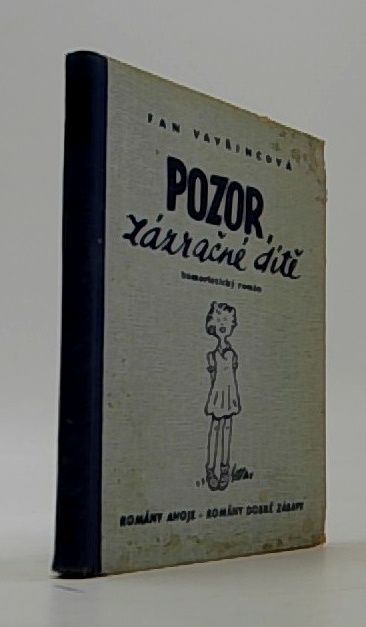 FAN VAVŘINCOVÁ
POZOR,
zázračné dítě
humoristický román
ROMÁNY AHOJE - ROMÁNY DOBRÉ ZÁBAVY